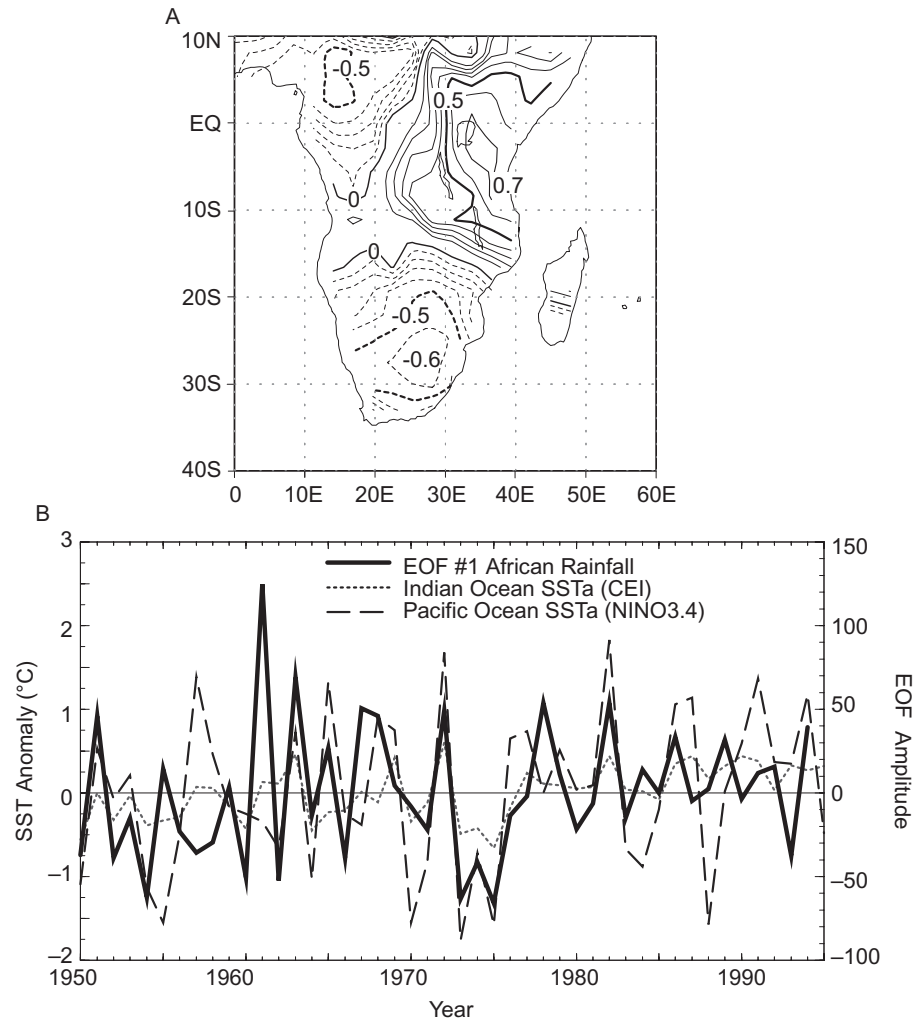 A
10N
-0.5
0.5
EQ
0.7
0
10S
0
20S
-0.5
-0.6
30S
40S
0 10E 20E 30E 40E 50E 60E
B
3 150
EOF #1 African Rainfall
Indian Ocean SSTa (CEI)
Pacific Ocean SSTa (NINO3.4)
2 100
SST Anomaly (°C)
EOF Amplitude
1 50
0 0
–1 –50
–2 –100
1950 1960 1970 1980 1990
Year